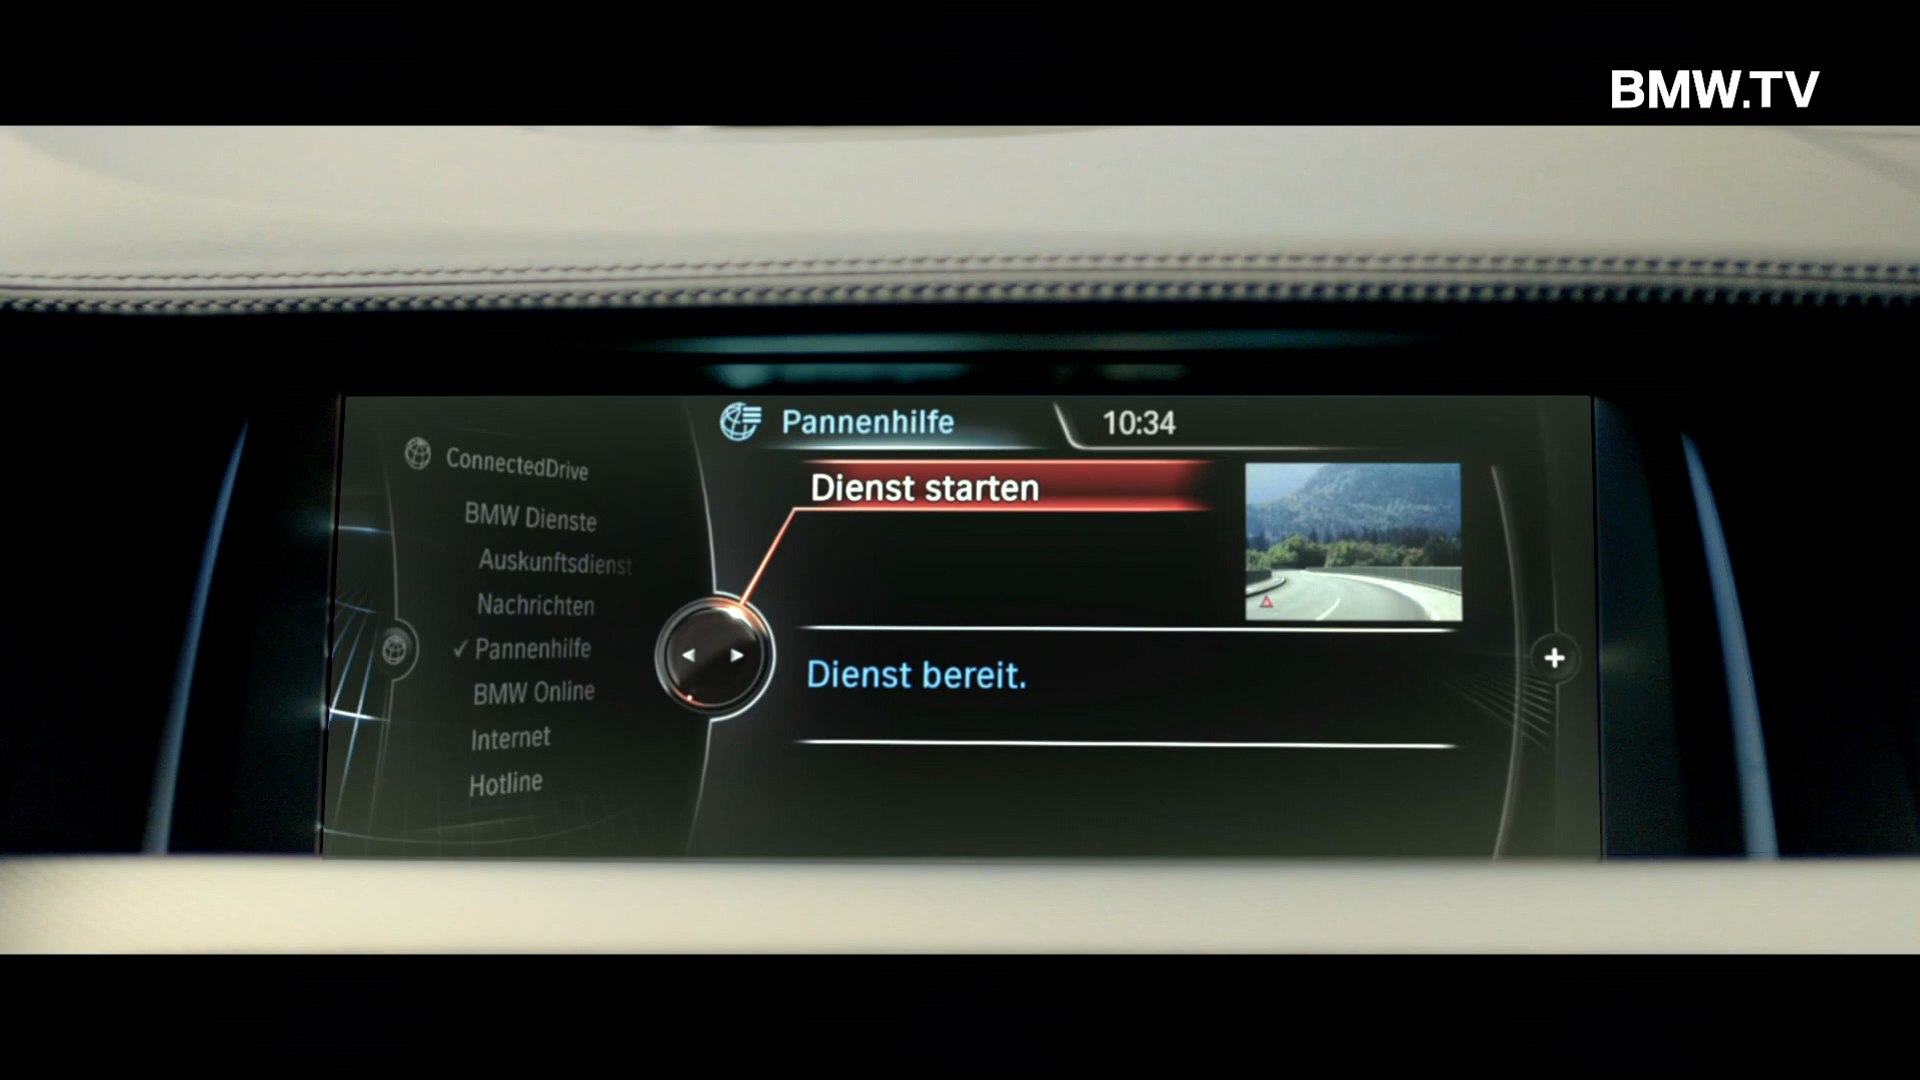 BMW.TV
Pannenhilfe
10:34
ConnectedDrive
BMW Dienste
Auskunftsdienst
Nachrichten
✓ Pannenhilfe
BMW Online
Internet
Hotline
Dienst starten
Dienst bereit.